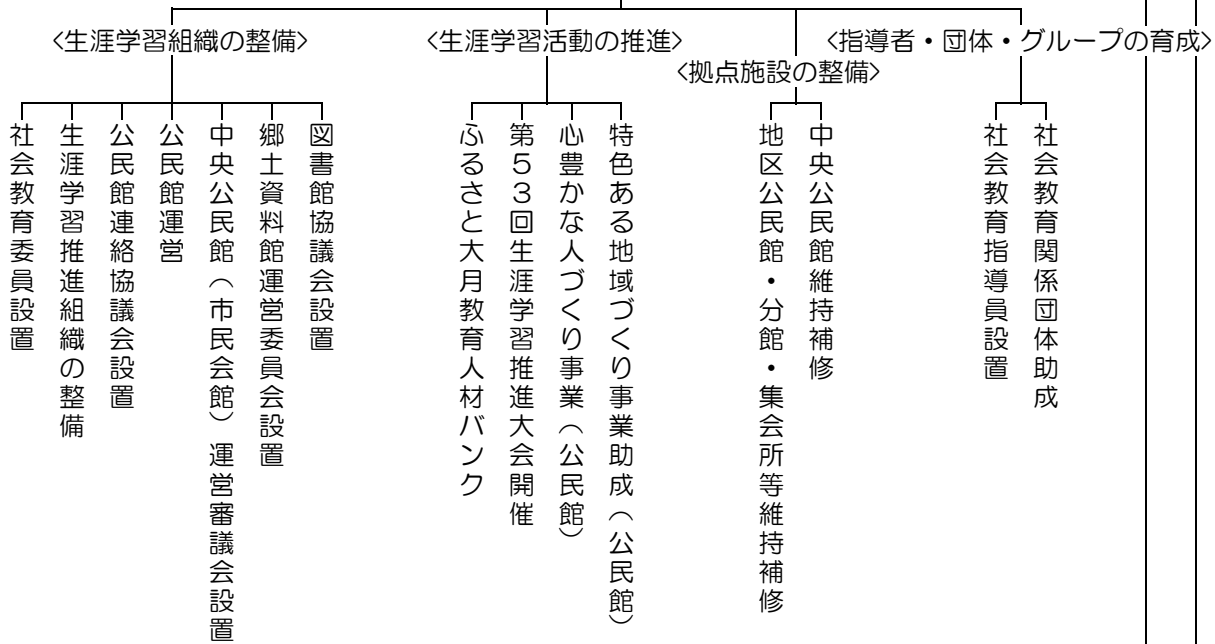 <生涯学習組織の整備>
<生涯学習活動の推進>
<拠点施設の整備>
<指導者・団体・グループの育成>
図書館協議会設置
郷土資料館運営委員会設置
中央公民館（市民会館）運営審議会設置
公民館運営
公民館連絡協議会設置
生涯学習推進組織の整備
社会教育委員設置
特色ある地域づくり事業助成（公民館）
心豊かな人づくり事業（公民館）
第５３回生涯学習推進大会開催
ふるさと大月教育人材バンク
中央公民館維持補修
地区公民館・分館・集会所等維持補修
社会教育関係団体助成
社会教育指導員設置